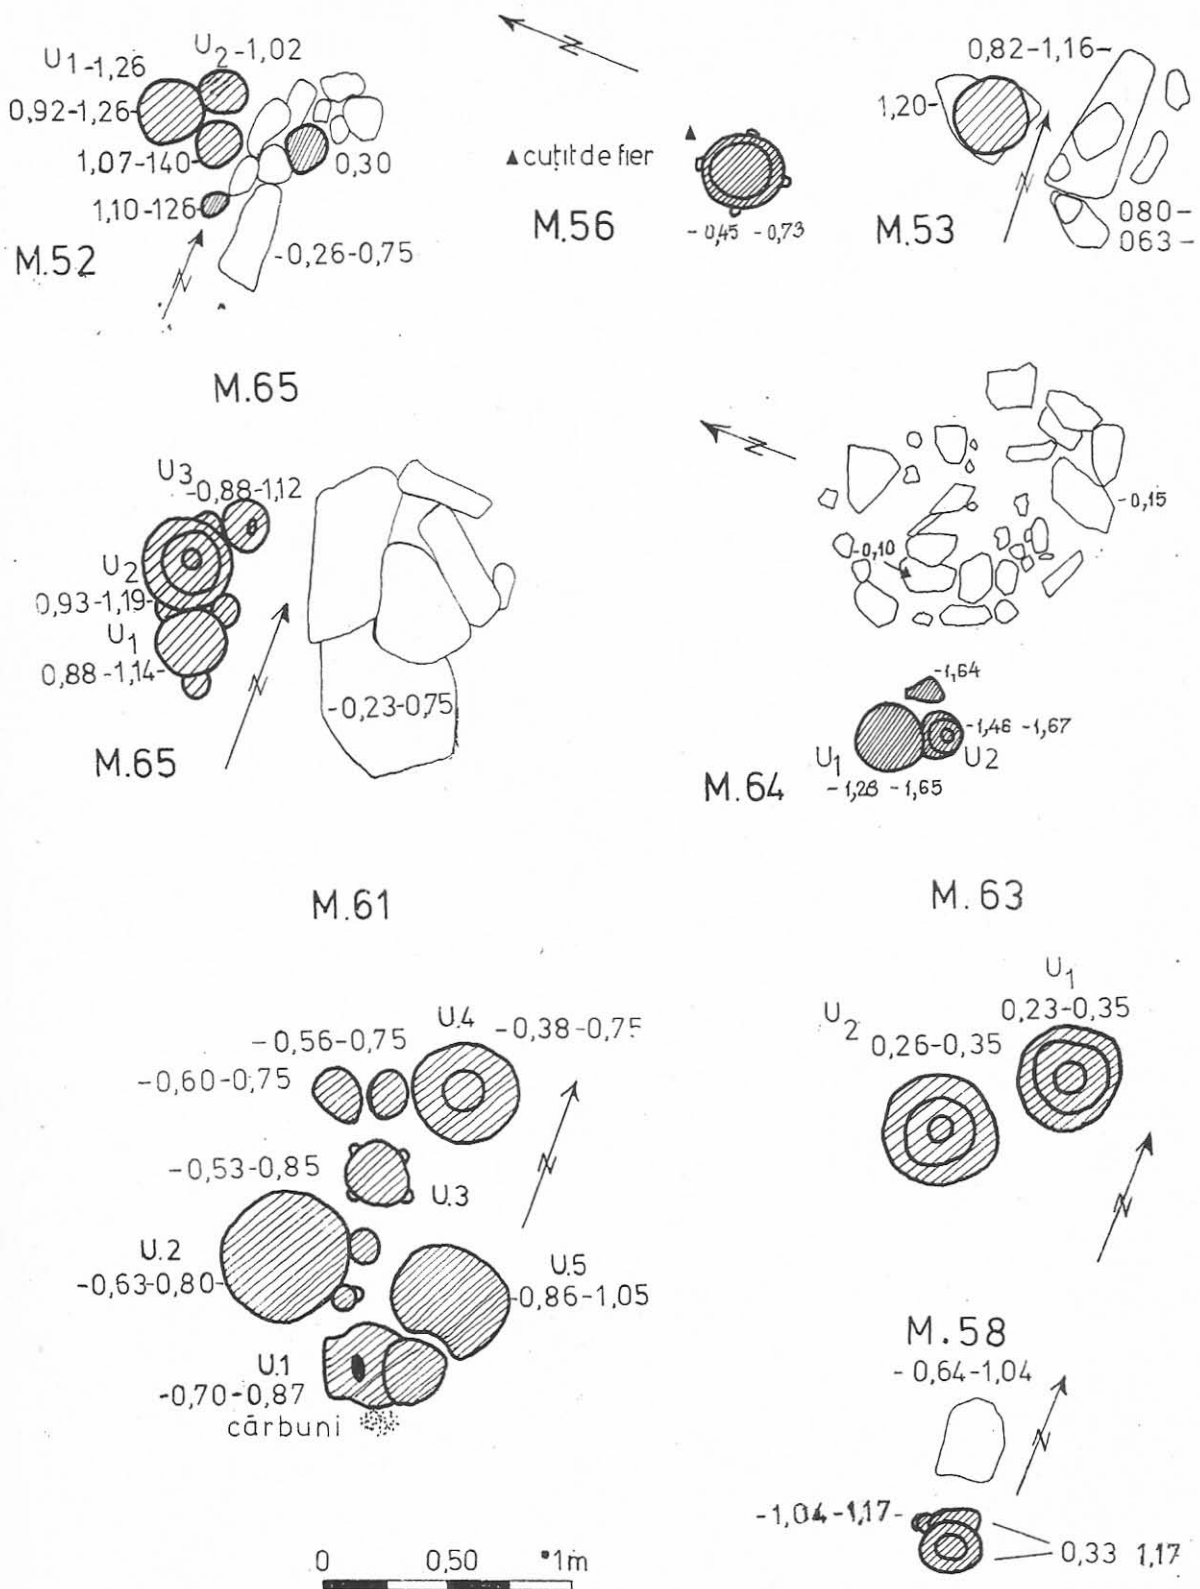 U₂-1,02
U₁-1,26
0,92-1,26-
1,07-140-
0,30
1,10-126-
-0,26-0,75
M.52
N
N
▲cuțit de fier
M.56
-0,45 -0,73
0,82-1,16-
1,20-
N
M.53
080-
063-
M.65
U3
-0,88-1,12
U2
0,93-1,19-
U1
0,88-1,14-
N
-0,23-0,75
M.65
N
-0,15
-0,10
-1,64
-1,46 -1,67
U1
U2
-1,28 -1,65
M.64
M.61
M.63
U.4
-0,38-0,75
-0,56-0,75
-0,60-0,75
-0,53-0,85
U.3
N
U.2
-0,63-0,80-
U.5
-0,86-1,05
U.1
-0,70-0,87
cărbuni
U1
0,23-0,35
U2
0,26-0,35
N
M.58
-0,64-1,04
N
-1,04-1,17-
0,33 1,17
0 0,50 1m